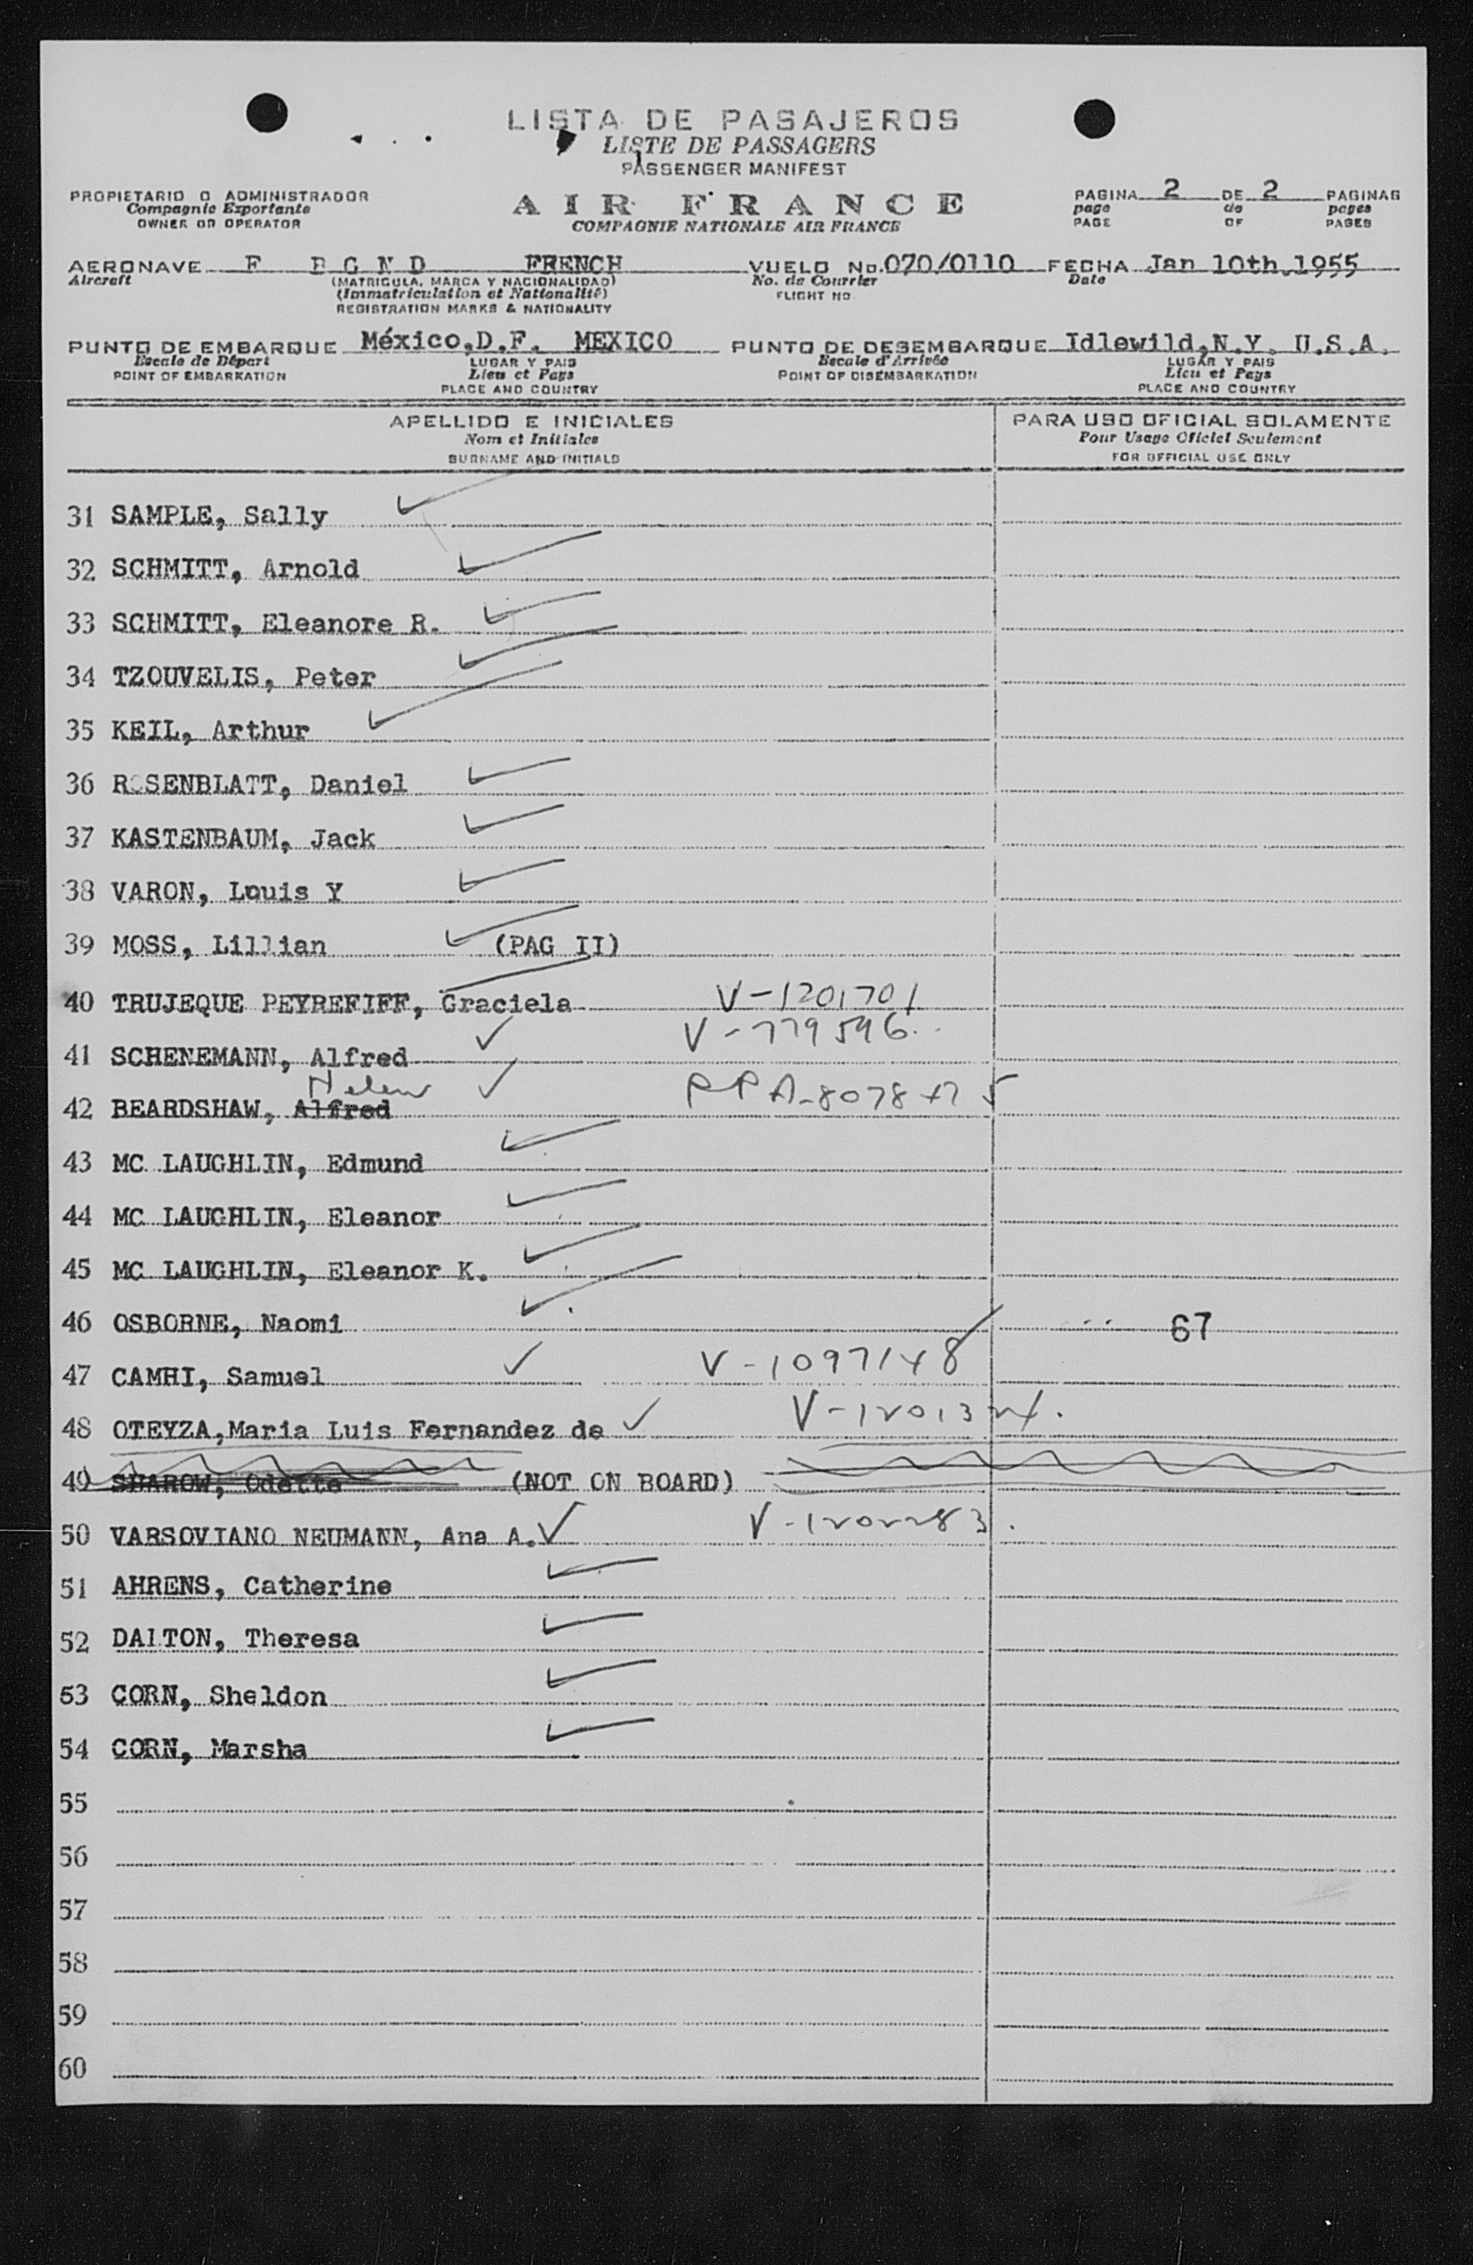 LISTA DE PASAJEROS
LISTE DE PASSAGERS
PASSENGER MANIFEST
PROPIETARIO O ADMINISTRADOR
Compagnie Exportante
OWNER OR OPERATOR
AIR FRANCE
COMPAGNIE NATIONALE AIR FRANCE
PAGINA 2 DE 2 PAGINAS
page de pages
PAGE OF PAGES
AERONAVE F B G N D FRENCH VUELO No. 070/0110 FECHA Jan 10th, 1955
Aircraft (MATRICULA, MARCA Y NACIONALIDAD) No. de Courrier Date
(Immatriculation et Nationalité) FLIGHT NO
REGISTRATION MARKS & NATIONALITY
PUNTO DE EMBARQUE México,D.F. MEXICO PUNTO DE DESEMBARQUE Idlewild,N.Y. U.S.A.
Escale de Départ LUGAR Y PAIS Escale d'Arrivée LUGAR Y PAIS
POINT OF EMBARKATION Lieu et Pays POINT OF DISEMBARKATION Lieu et Pays
PLACE AND COUNTRY PLACE AND COUNTRY
APELLIDO E INICIALES PARA USO OFICIAL SOLAMENTE
Nom et Initiales Pour Usage Oficiel Seulement
SURNAME AND INITIALS FOR OFFICIAL USE ONLY
31 SAMPLE, Sally
32 SCHMITT, Arnold
33 SCHMITT, Eleanore R.
34 TZOUVELIS, Peter
35 KEIL, Arthur
36 ROSENBLATT, Daniel
37 KASTENBAUM, Jack
38 VARON, Louis Y
39 MOSS, Lillian (PAG II)
40 TRUJEQUE PEYREFIFF, Graciela V-1201701
41 SCHENEMANN, Alfred V-779596
Helen
42 BEARDSHAW, Alfred
43 MC LAUGHLIN, Edmund
44 MC LAUGHLIN, Eleanor
45 MC LAUGHLIN, Eleanor K.
46 OSBORNE, Naomi 67
47 CAMHI, Samuel V-1097148
48 OTEYZA,Maria Luis Fernandez de V-1201324.
49 SHAROW, Odette (NOT ON BOARD)
50 VARSOVIANO NEUMANN, Ana A. V-1202283.
51 AHRENS, Catherine
52 DALTON, Theresa
53 CORN, Sheldon
54 CORN, Marsha
55
56
57
58
59
60